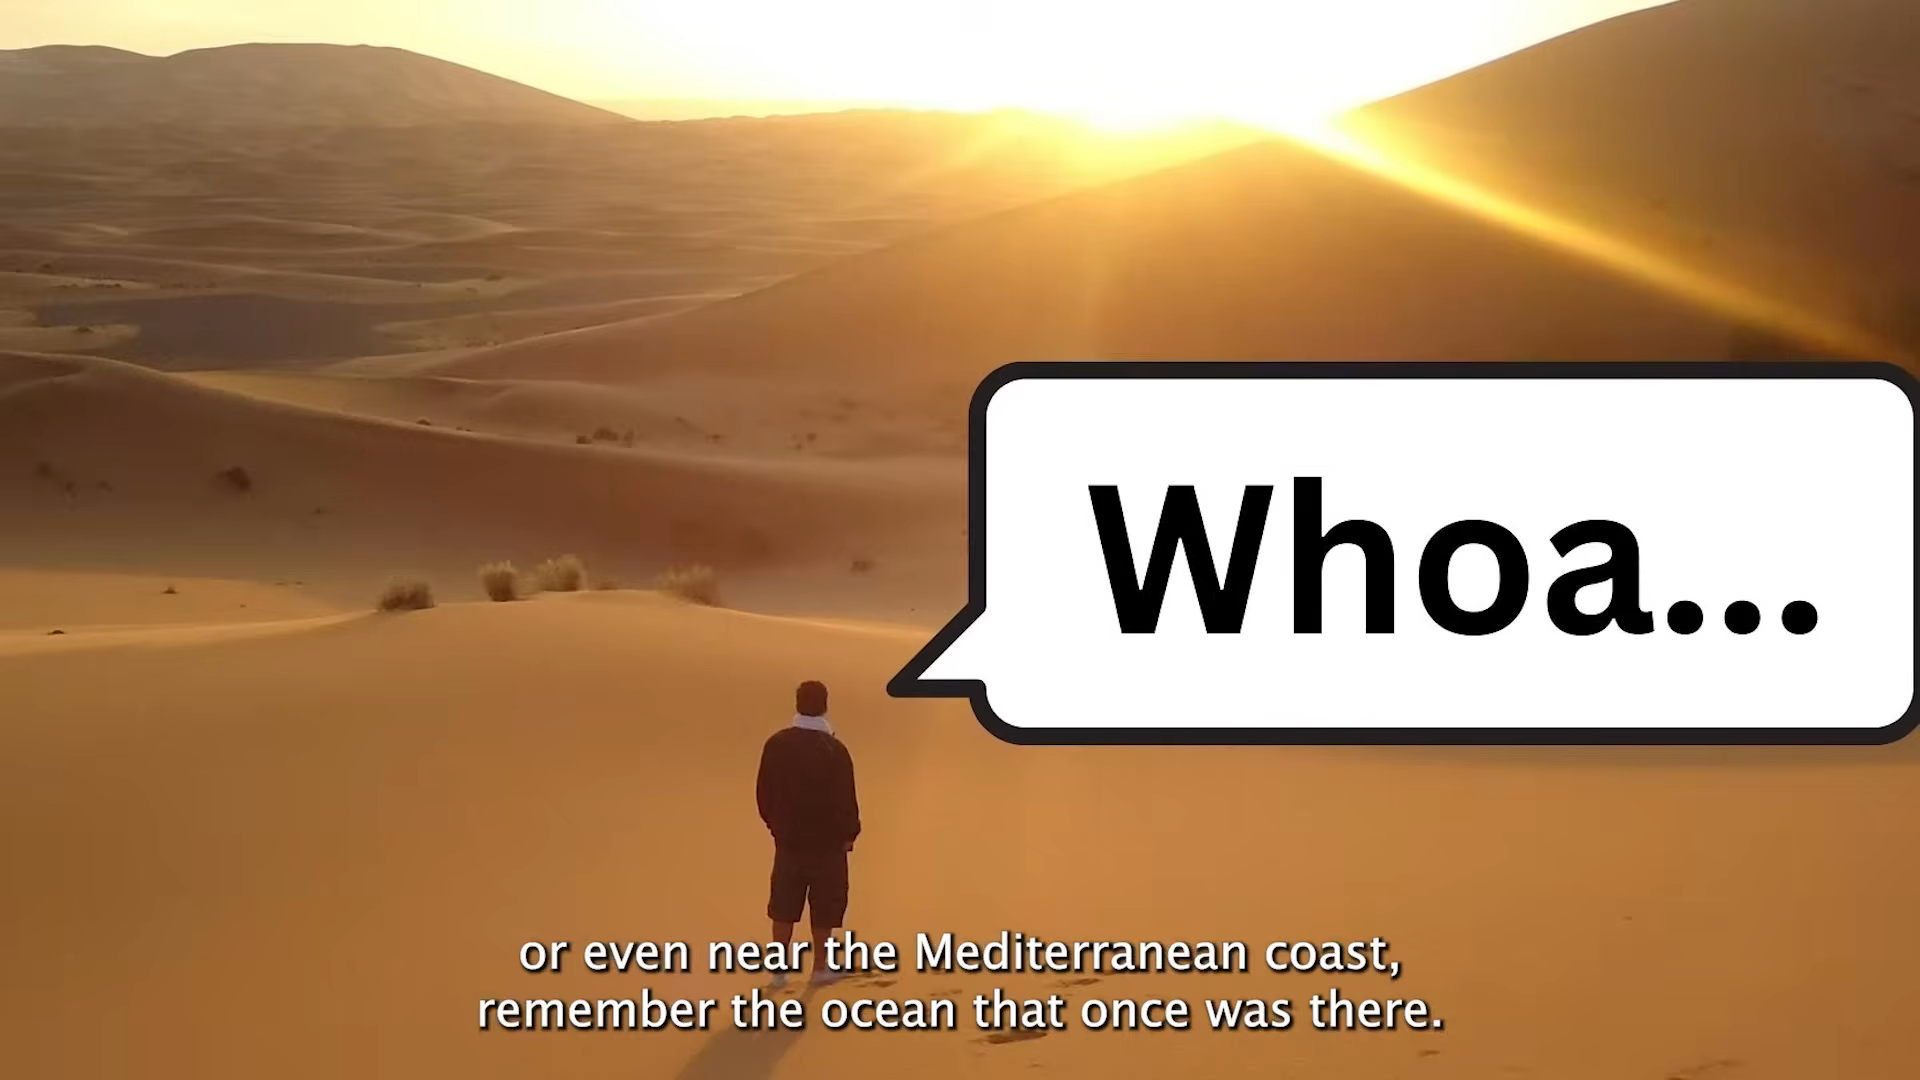 Whoa...
or even near the Mediterranean coast,
remember the ocean that once was there.